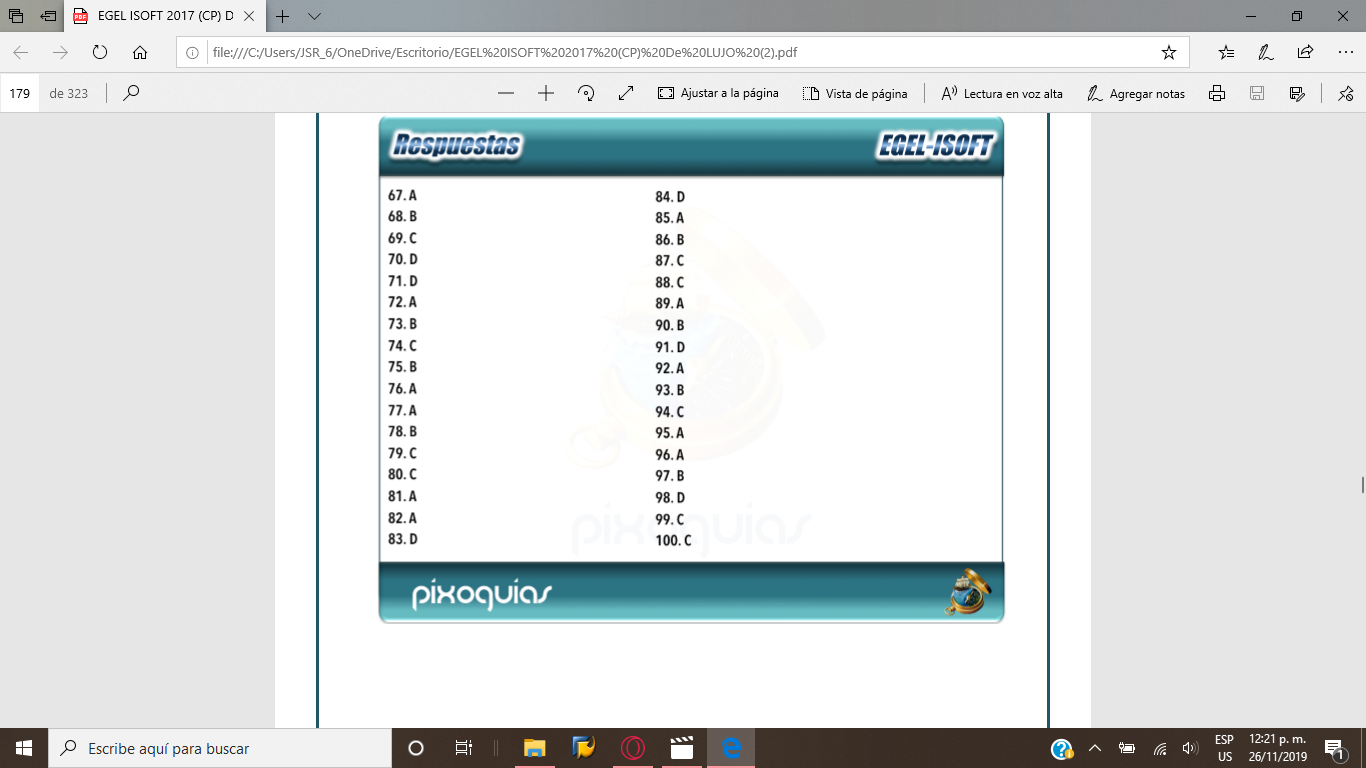 EGEL ISOFT 2017 (CP) D
file:///C:/Users/JSR_6/OneDrive/Escritorio/EGEL%20ISOFT%202017%20(CP)%20De%20LUJO%20(2).pdf
179 de 323
Ajustar a la página
Vista de página
Lectura en voz alta
Agregar notas
Respuestas
EGEL-ISOFT
67. A
68. B
69. C
70. D
71. D
72. A
73. B
74. C
75. B
76. A
77. A
78. B
79. C
80. C
81. A
82. A
83. D
84. D
85. A
86. B
87. C
88. C
89. A
90. B
91. D
92. A
93. B
94. C
95. A
96. A
97. B
98. D
99. C
100. C
pixoguías
pixoguías
Escribe aquí para buscar
ESP
US
12:21 p. m.
26/11/2019
1